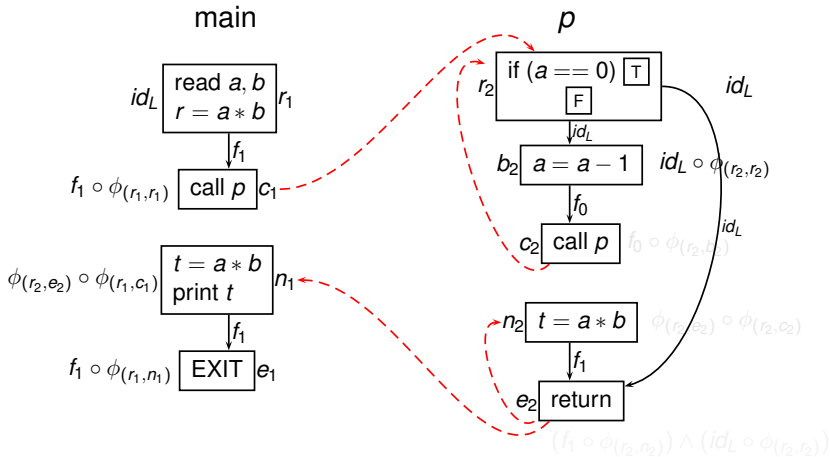 main
p
id_L
read a, b
r = a ∗ b
r_1
f_1
f_1 ∘ ϕ_(r_1,r_1)
call p
c_1
ϕ_(r_2,e_2) ∘ ϕ_(r_1,c_1)
t = a ∗ b
print t
n_1
f_1
f_1 ∘ ϕ_(r_1,n_1)
EXIT
e_1
r_2
if (a == 0) T
F
id_L
id_L
b_2
a = a − 1
id_L ∘ ϕ_(r_2,r_2)
f_0
id_L
c_2
call p
f_0 ∘ ϕ_(r_2,b_2)
n_2
t = a ∗ b
ϕ_(r_2,e_2) ∘ ϕ_(r_2,c_2)
f_1
e_2
return
(f_1 ∘ ϕ_(r_2,n_2)) ∧ (id_L ∘ ϕ_(r_2,r_2))